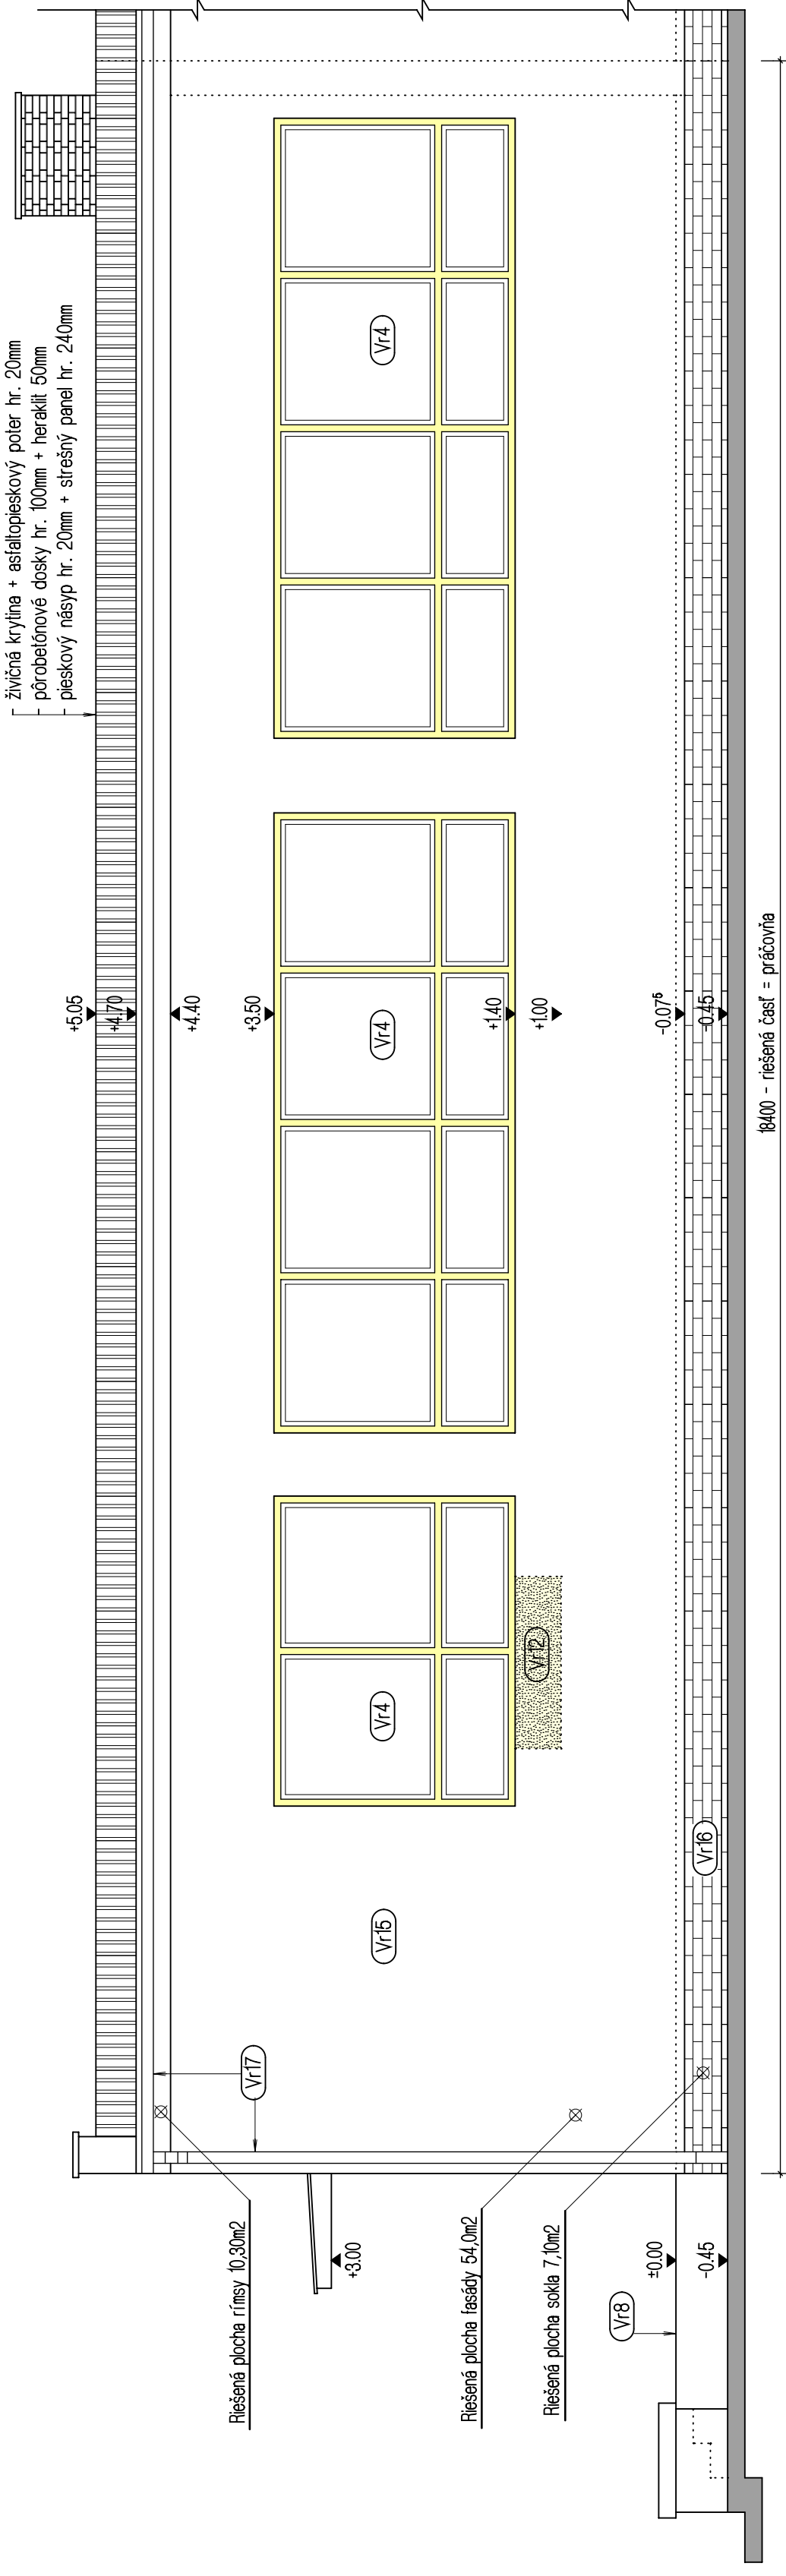 - živičná krytina + asfaltopieskový poter hr. 20mm
- pôrobetónové dosky hr. 100mm + heraklit 50mm
- pieskový násyp hr. 20mm + strešný panel hr. 240mm
+5.05
+4.70
+4.40
+3.50
+1.40
+1.00
-0.07⁵
-0.45
Vr4
Vr4
Vr4
Vr12
Vr15
Vr16
Vr17
Riešená plocha rímsy 10,30m2
+3.00
Riešená plocha fasády 54,0m2
Riešená plocha sokla 7,10m2
±0.00
-0.45
Vr8
18400 - riešená časť = práčovňa